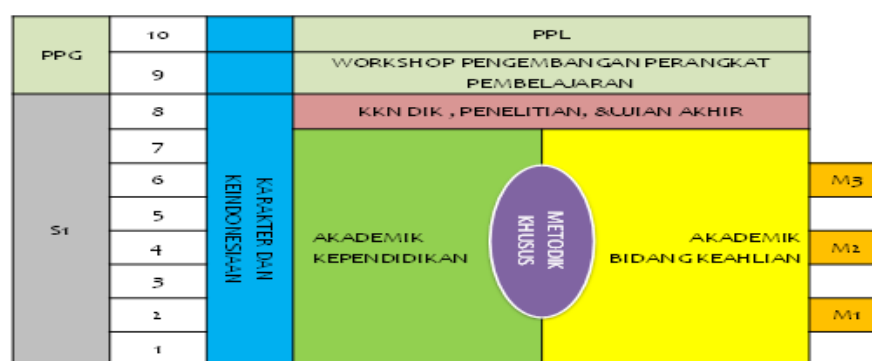 PPG
10
PPL
9
WORKSHOP PENGEMBANGAN PERANGKAT
PEMBELAJARAN
S1
8
KKN DIK , PENELITIAN, &UJIAN AKHIR
7
6
5
4
3
2
1
KARAKTER DAN
KEINDONESIAAN
AKADEMIK
KEPENDIDIKAN
METODIK
KHUSUS
AKADEMIK
BIDANG KEAHLIAN
M3
M2
M1